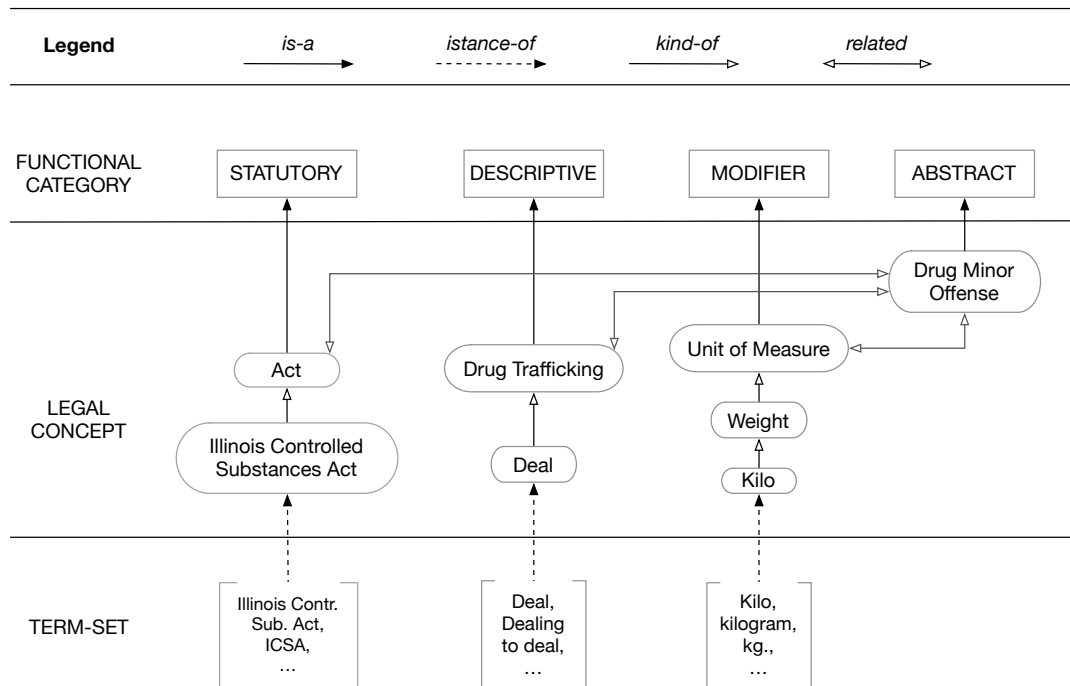 Legend
is-a
istance-of
kind-of
related
FUNCTIONAL
CATEGORY
STATUTORY
DESCRIPTIVE
MODIFIER
ABSTRACT
LEGAL
CONCEPT
Drug Minor
Offense
Act
Drug Trafficking
Unit of Measure
Illinois Controlled
Substances Act
Deal
Weight
Kilo
TERM-SET
Illinois Contr.
Sub. Act,
ICSA,
...
Deal,
Dealing
to deal,
...
Kilo,
kilogram,
kg.,
...